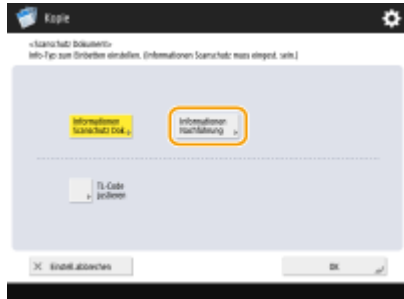 Kopie
<Scanschutz Dokument>
Info-Typ zum Einbetten einstellen. (Informationen Scanschutz muss eingest. sein.)
Informationen
Scanschutz Dok.
Informationen
Nachführung
TL-Code
justieren
Einstell.abbrechen
OK